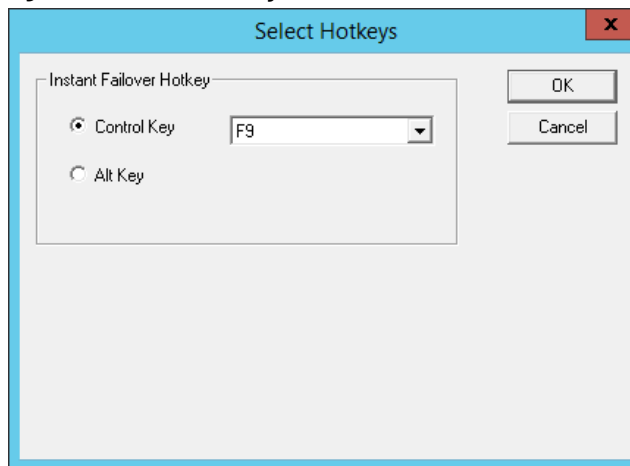 Select Hotkeys
x
Instant Failover Hotkey
Control Key
F9
Alt Key
OK
Cancel